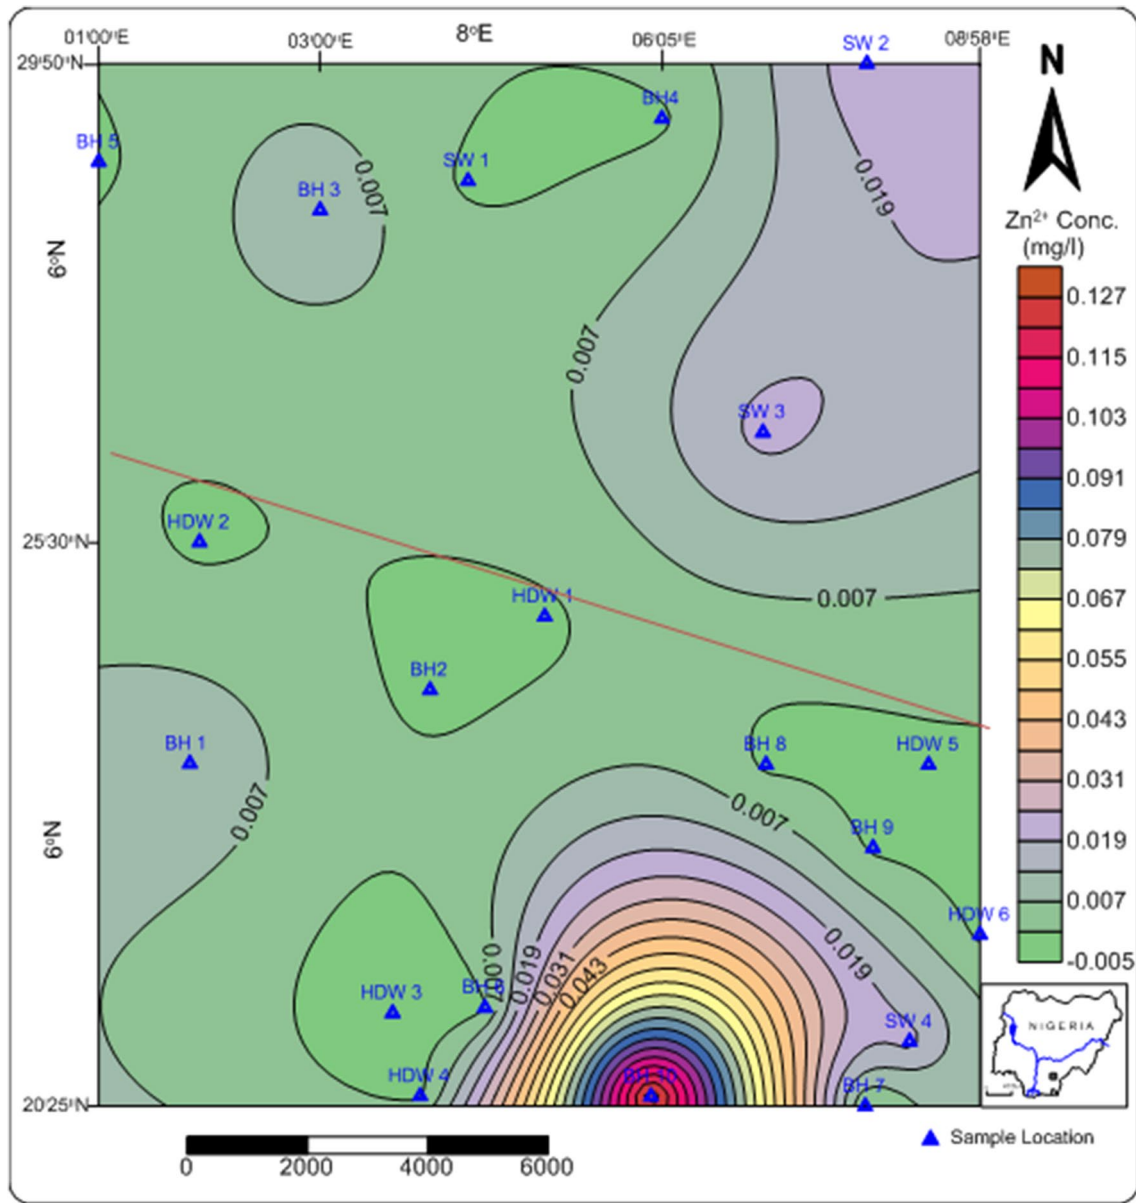 01'00"E
03'00"E
8°E
06'05"E
SW 2
08'58"E
29'50"N
N
BH4
BH 5
SW 1
0.007
BH 3
0.019
6°N
Zn²⁺ Conc.
(mg/l)
0.127
0.115
0.103
0.091
0.079
0.067
0.055
0.043
0.031
0.019
0.007
-0.005
0.007
SW 3
HDW 2
25'30"N
HDW 1
0.007
BH2
BH 1
BH 8
HDW 5
0.007
0.007
BH 9
6°N
HDW 6
0.007
0.019
0.031
0.043
0.019
HDW 3
BH 6
SW 4
NIGERIA
HDW 4
BH 10
BH 7
20'25"N
Sample Location
0
2000
4000
6000